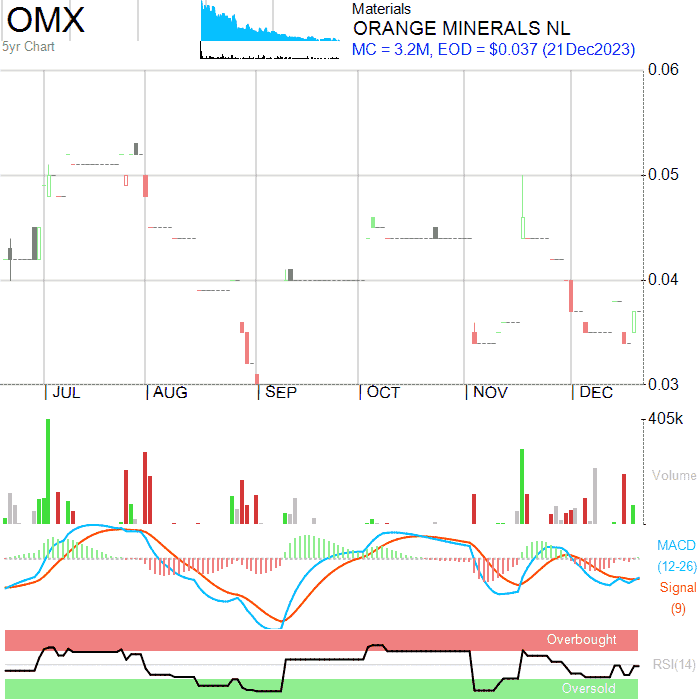 OMX
5yr Chart
Materials
ORANGE MINERALS NL
MC = 3.2M, EOD = $0.037 (21Dec2023)
0.06
0.05
0.04
0.03
JUL AUG SEP OCT NOV DEC
405k
Volume
MACD
(12-26)
Signal
(9)
Overbought
RSI(14)
Oversold